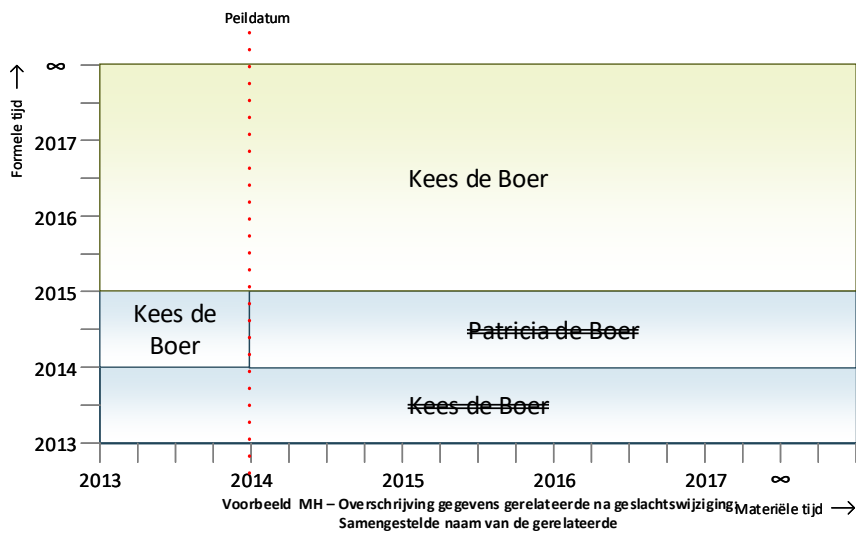 Peildatum
Formele tijd
∞
2017
2016
2015
2014
2013
Kees de Boer
Kees de
Boer
Patricia de Boer
Kees de Boer
2013
2014
2015
2016
2017
∞
Materiële tijd
Voorbeeld MH – Overschrijving gegevens gerelateerde na geslachtswijziging;
Samengestelde naam van de gerelateerde